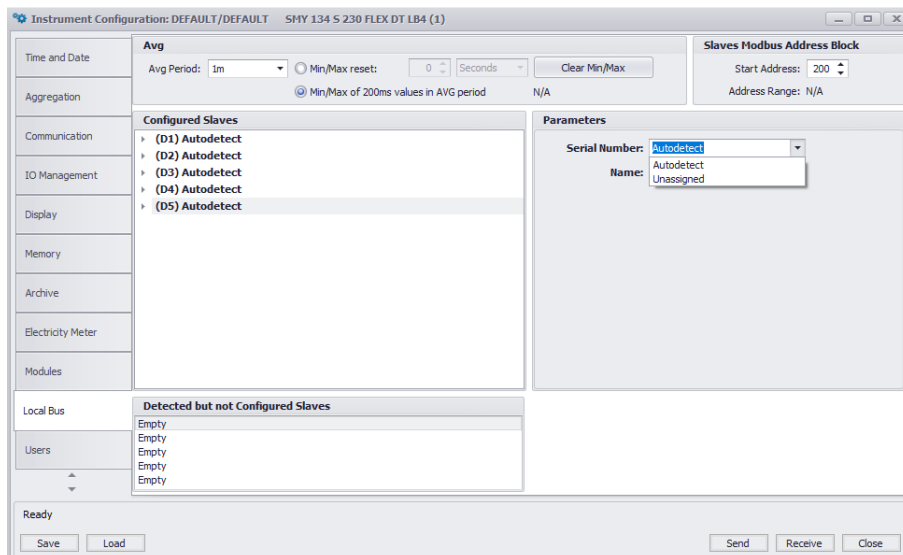 Instrument Configuration: DEFAULT/DEFAULT SMY 134 S 230 FLEX DT LB4 (1)
Time and Date
Aggregation
Communication
IO Management
Display
Memory
Archive
Electricity Meter
Modules
Local Bus
Users
Avg
Avg Period: 1m Min/Max reset: 0 Seconds Clear Min/Max
Min/Max of 200ms values in AVG period N/A
Slaves Modbus Address Block
Start Address: 200
Address Range: N/A
Configured Slaves
(D1) Autodetect
(D2) Autodetect
(D3) Autodetect
(D4) Autodetect
(D5) Autodetect
Parameters
Serial Number: Autodetect
Autodetect
Unassigned
Name:
Detected but not Configured Slaves
Empty
Empty
Empty
Empty
Empty
Ready
Save Load Send Receive Close